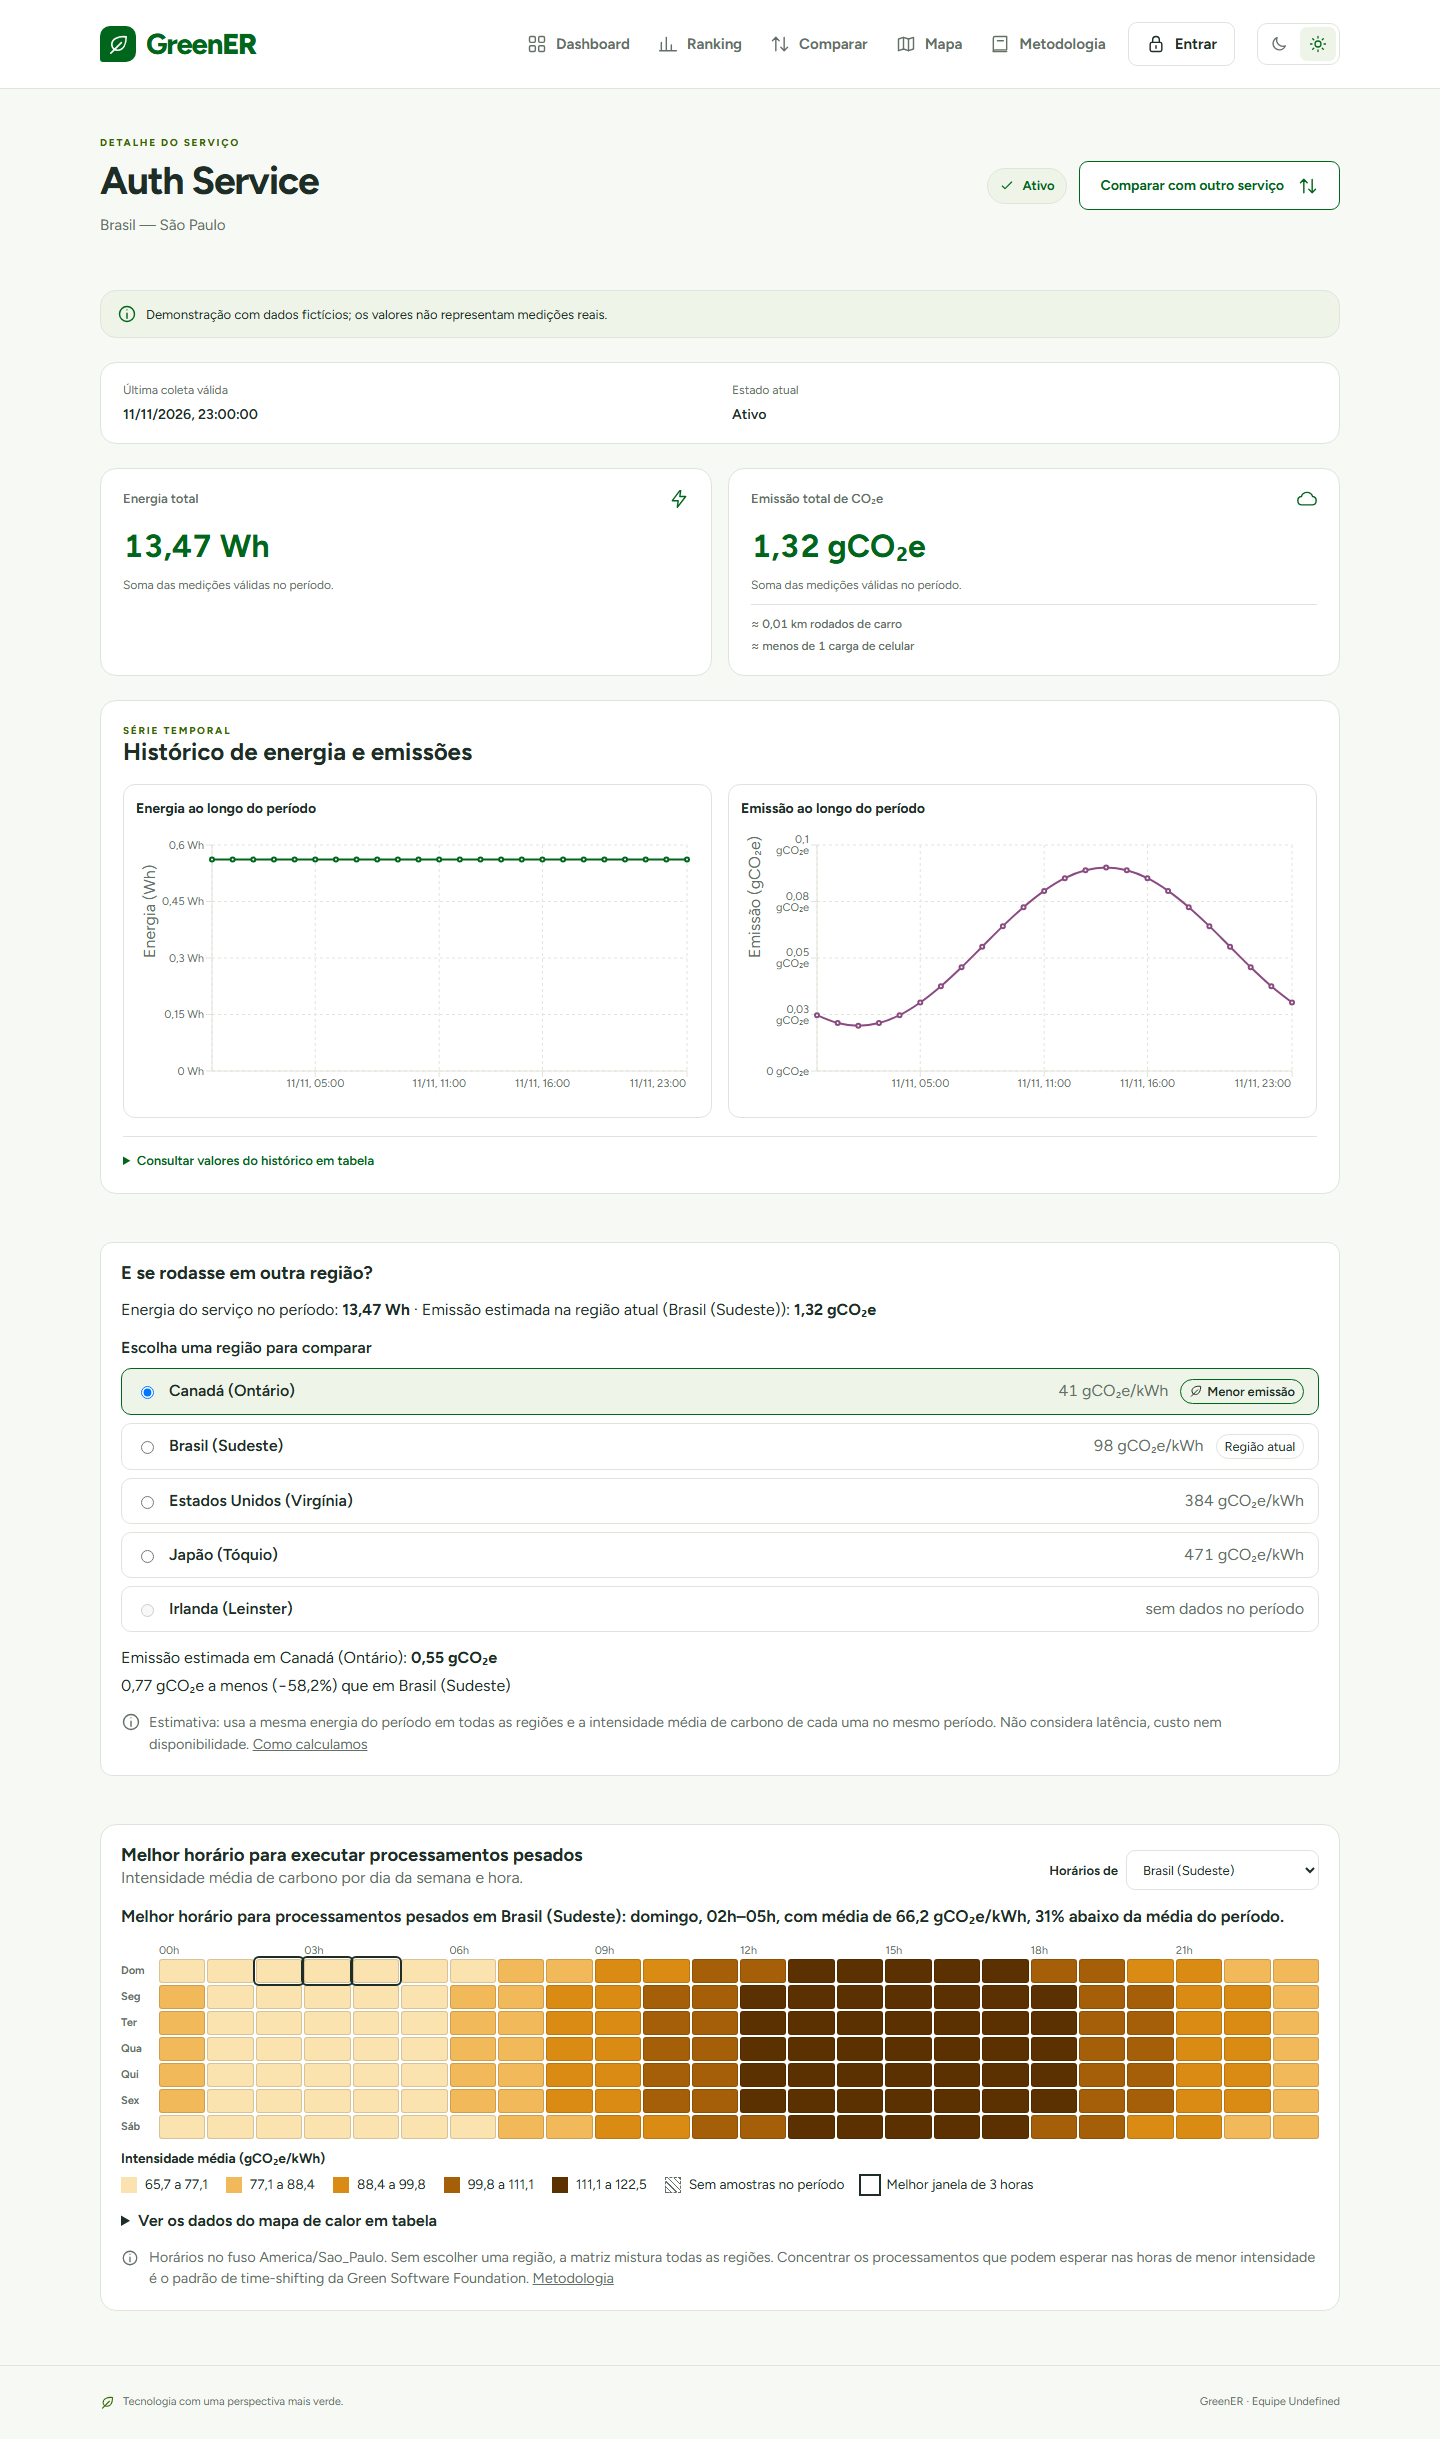 GreenER
Dashboard
Ranking
Comparar
Mapa
Metodologia
Entrar
DETALHE DO SERVIÇO
Auth Service
Brasil — São Paulo
Ativo
Comparar com outro serviço
Demonstração com dados fictícios; os valores não representam medições reais.
Última coleta válida
11/11/2026, 23:00:00
Estado atual
Ativo
Energia total
13,47 Wh
Soma das medições válidas no período.
Emissão total de CO₂e
1,32 gCO₂e
Soma das medições válidas no período.
≈ 0,01 km rodados de carro
≈ menos de 1 carga de celular
SÉRIE TEMPORAL
Histórico de energia e emissões
Energia ao longo do período
Energia (Wh)
0,6 Wh
0,45 Wh
0,3 Wh
0,15 Wh
0 Wh
11/11, 05:00
11/11, 11:00
11/11, 16:00
11/11, 23:00
Emissão ao longo do período
Emissão (gCO₂e)
0,1
gCO₂e
0,08
gCO₂e
0,05
gCO₂e
0,03
gCO₂e
0 gCO₂e
11/11, 05:00
11/11, 11:00
11/11, 16:00
11/11, 23:00
Consultar valores do histórico em tabela
E se rodasse em outra região?
Energia do serviço no período: 13,47 Wh · Emissão estimada na região atual (Brasil (Sudeste)): 1,32 gCO₂e
Escolha uma região para comparar
Canadá (Ontário)
41 gCO₂e/kWh
Menor emissão
Brasil (Sudeste)
98 gCO₂e/kWh
Região atual
Estados Unidos (Virgínia)
384 gCO₂e/kWh
Japão (Tóquio)
471 gCO₂e/kWh
Irlanda (Leinster)
sem dados no período
Emissão estimada em Canadá (Ontário): 0,55 gCO₂e
0,77 gCO₂e a menos (−58,2%) que em Brasil (Sudeste)
Estimativa: usa a mesma energia do período em todas as regiões e a intensidade média de carbono de cada uma no mesmo período. Não considera latência, custo nem
disponibilidade. Como calculamos
Melhor horário para executar processamentos pesados
Intensidade média de carbono por dia da semana e hora.
Horários de
Brasil (Sudeste)
Melhor horário para processamentos pesados em Brasil (Sudeste): domingo, 02h–05h, com média de 66,2 gCO₂e/kWh, 31% abaixo da média do período.
00h
03h
06h
09h
12h
15h
18h
21h
Dom
Seg
Ter
Qua
Qui
Sex
Sáb
Intensidade média (gCO₂e/kWh)
65,7 a 77,1
77,1 a 88,4
88,4 a 99,8
99,8 a 111,1
111,1 a 122,5
Sem amostras no período
Melhor janela de 3 horas
Ver os dados do mapa de calor em tabela
Horários no fuso America/Sao_Paulo. Sem escolher uma região, a matriz mistura todas as regiões. Concentrar os processamentos que podem esperar nas horas de menor intensidade
é o padrão de time-shifting da Green Software Foundation. Metodologia
Tecnologia com uma perspectiva mais verde.
GreenER · Equipe Undefined